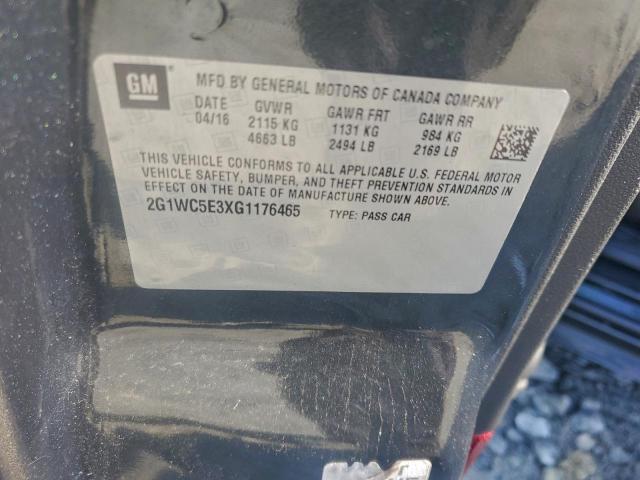 GM
MFD BY GENERAL MOTORS OF CANADA COMPANY
DATE GVWR GAWR FRT GAWR RR
04/16 2115 KG 1131 KG 984 KG
4663 LB 2494 LB 2169 LB
THIS VEHICLE CONFORMS TO ALL APPLICABLE U.S. FEDERAL MOTOR
VEHICLE SAFETY, BUMPER, AND THEFT PREVENTION STANDARDS IN
EFFECT ON THE DATE OF MANUFACTURE SHOWN ABOVE.
2G1WC5E3XG1176465 TYPE: PASS CAR